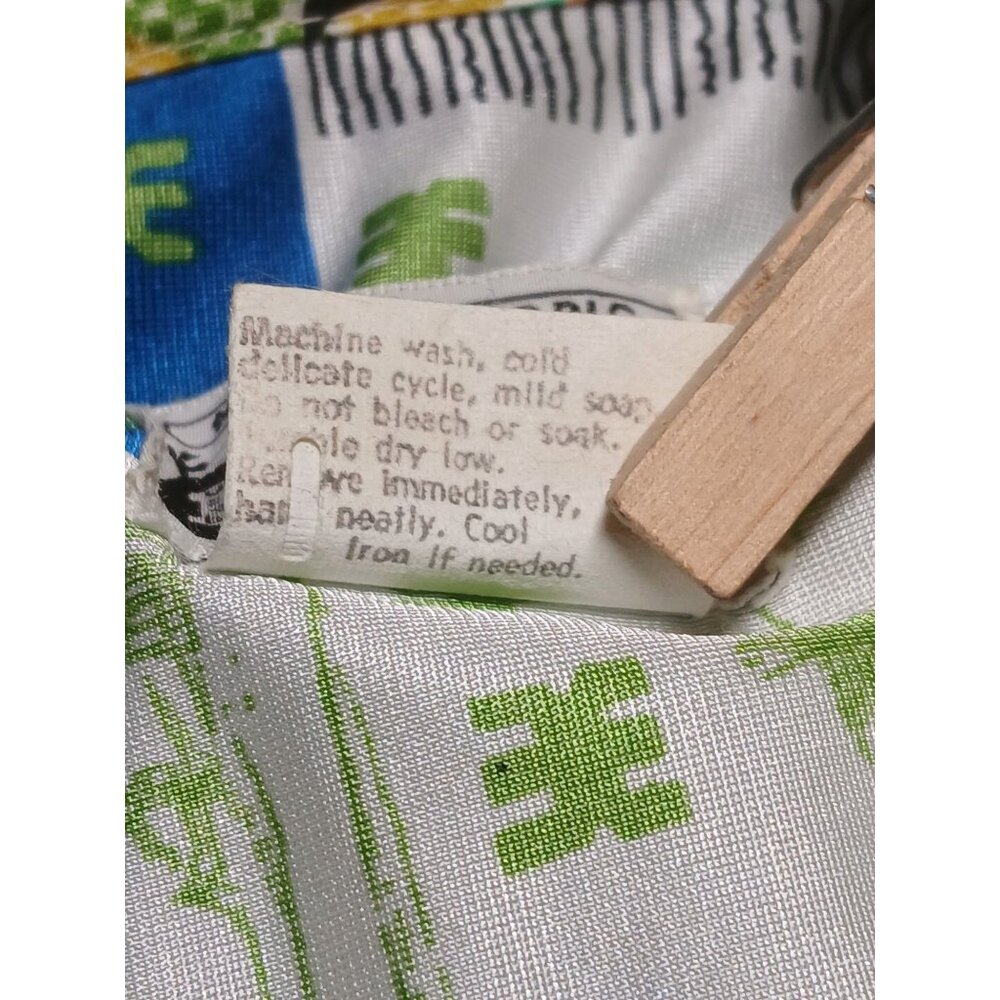 Machine wash, cold
delicate cycle, mild soap.
Do not bleach or soak.
dry low.
immediately,
neatly. Cool
iron if needed.